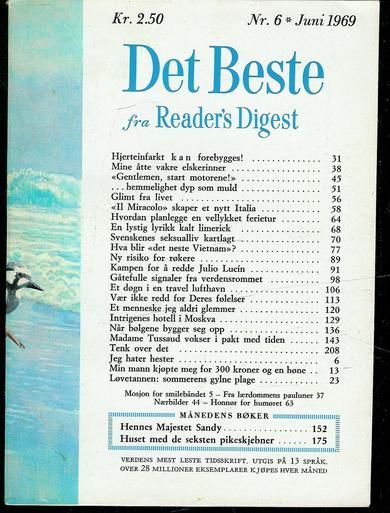 Kr. 2.50 Nr. 6 * Juni 1969
Det Beste
fra Reader's Digest
Hjerteinfarkt kan forebygges! .......... 31
Mine åtte vakre elskerinner .......... 38
«Gentlemen, start motorene!» .......... 45
...hemmelighet dyp som muld .......... 51
Glimt fra livet .......... 56
«Il Miracolo» skaper et nytt Italia .......... 58
Hvordan planlegge en vellykket ferietur .......... 64
En lystig lyrikk kalt limerick .......... 68
Svenskenes seksualliv kartlagt .......... 70
Hva blir «det neste Vietnam»? .......... 77
Ny risiko for røkere .......... 89
Kampen for å redde Julio Lucín .......... 91
Gåtefulle signaler fra verdensrommet .......... 98
Et døgn i en travel lufthavn .......... 106
Vær ikke redd for Deres følelser .......... 113
Et menneske jeg aldri glemmer .......... 120
Intrigenes hotell i Moskva .......... 129
Når bølgene bygger seg opp .......... 136
Madame Tussaud vokser i pakt med tiden .......... 143
Tenk over det .......... 208
Jeg hater hester .......... 6
Min mann kjøpte meg for 300 kroner og en høne .. 13
Løvetannen: sommerens gylne plage .......... 23
Mosjon for smilebåndet 5 – Fra lærdommens pauluner 37
Nærbilder 44 – Honnør for humøret 63
MÅNEDENS BØKER
Hennes Majestet Sandy .......... 152
Huset med de seksten pikeskjebner ...... 175
VERDENS MEST LESTE TIDSSKRIFT, UTGIS PÅ 13 SPRÅK.
OVER 28 MILLIONER EKSEMPLARER KJØPES HVER MÅNED